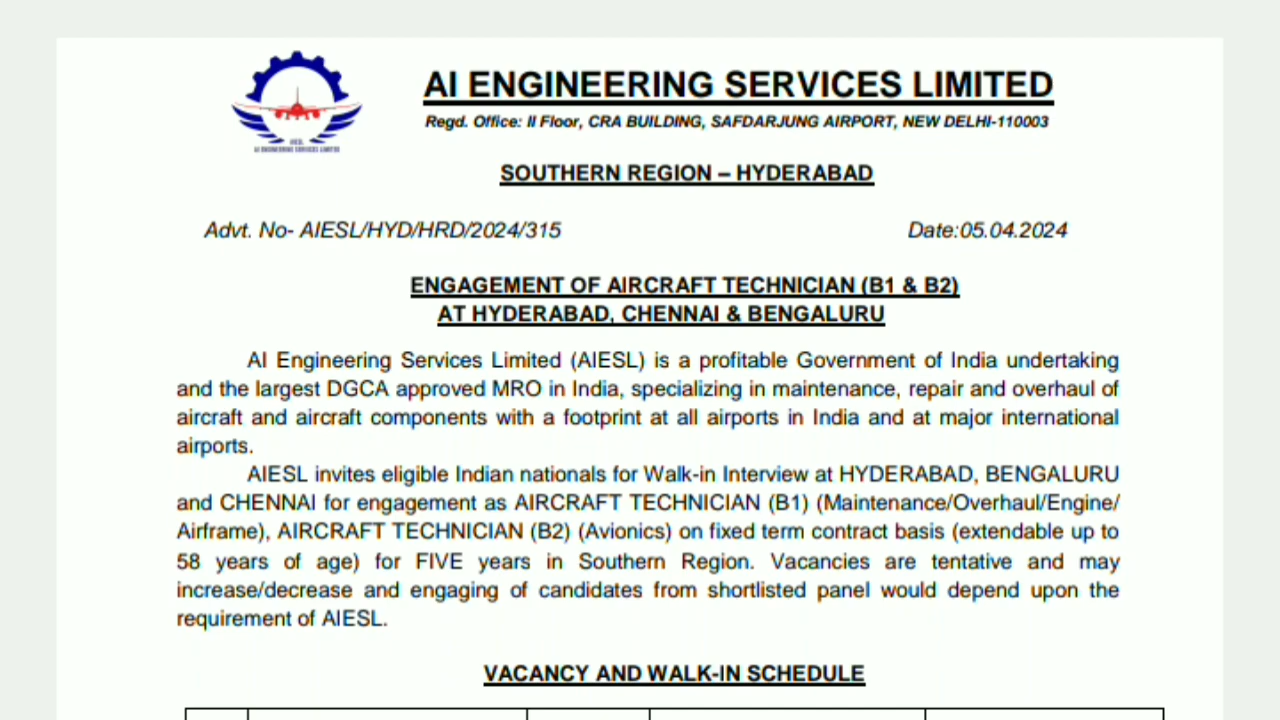 AI ENGINEERING SERVICES LIMITED
Regd. Office: II Floor, CRA BUILDING, SAFDARJUNG AIRPORT, NEW DELHI-110003
AIESL
AI ENGINEERING SERVICES LIMITED
SOUTHERN REGION – HYDERABAD
Advt. No- AIESL/HYD/HRD/2024/315 Date:05.04.2024
ENGAGEMENT OF AIRCRAFT TECHNICIAN (B1 & B2)
AT HYDERABAD, CHENNAI & BENGALURU
AI Engineering Services Limited (AIESL) is a profitable Government of India undertaking
and the largest DGCA approved MRO in India, specializing in maintenance, repair and overhaul of
aircraft and aircraft components with a footprint at all airports in India and at major international
airports.
AIESL invites eligible Indian nationals for Walk-in Interview at HYDERABAD, BENGALURU
and CHENNAI for engagement as AIRCRAFT TECHNICIAN (B1) (Maintenance/Overhaul/Engine/
Airframe), AIRCRAFT TECHNICIAN (B2) (Avionics) on fixed term contract basis (extendable up to
58 years of age) for FIVE years in Southern Region. Vacancies are tentative and may
increase/decrease and engaging of candidates from shortlisted panel would depend upon the
requirement of AIESL.
VACANCY AND WALK-IN SCHEDULE